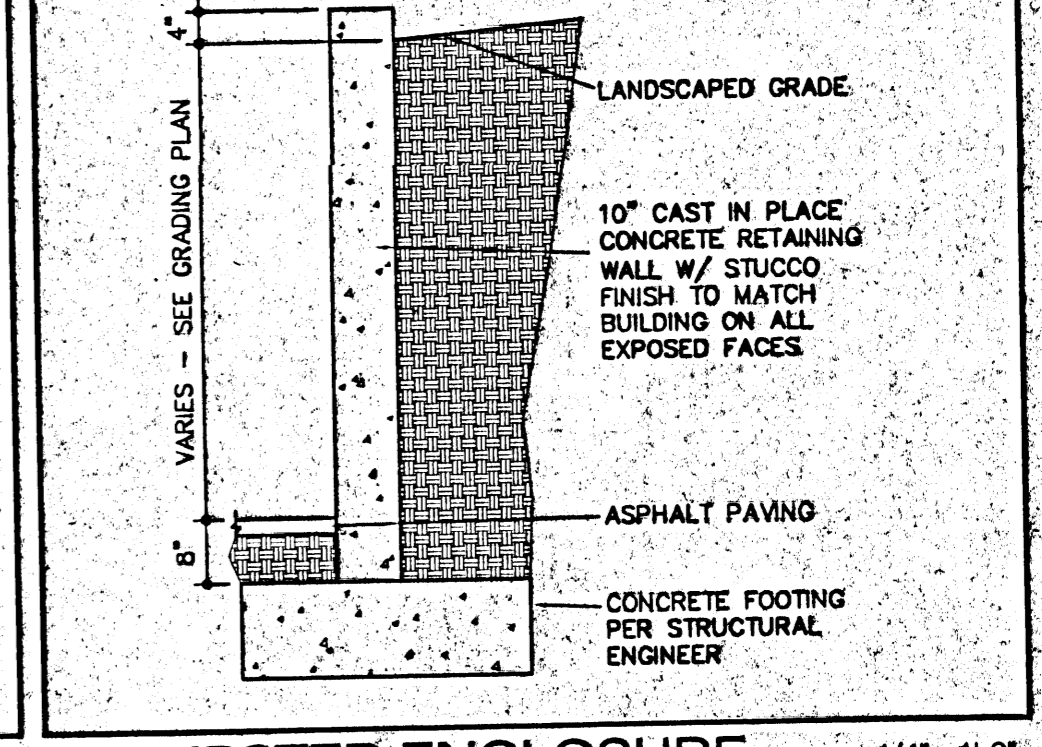 4"
VARIES - SEE GRADING PLAN
8"
LANDSCAPED GRADE
10" CAST IN PLACE
CONCRETE RETAINING
WALL W/ STUCCO
FINISH TO MATCH
BUILDING ON ALL
EXPOSED FACES
ASPHALT PAVING
CONCRETE FOOTING
PER STRUCTURAL
ENGINEER
ENCLOSURE